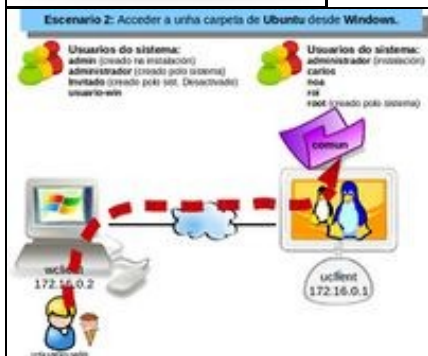 Escenario 2: Acceder a unha carpeta de Ubuntu desde Windows.
Usuarios do sistema:
admin (creado na instalación)
administrador (creado polo sistema)
Invitado (creado polo sist. Desactivado)
usuario-win
Usuarios do sistema:
administrador (instalación)
carlos
noa
roi
root (creado polo sistema)
comun
wclient
172.16.0.2
uclient
172.16.0.1